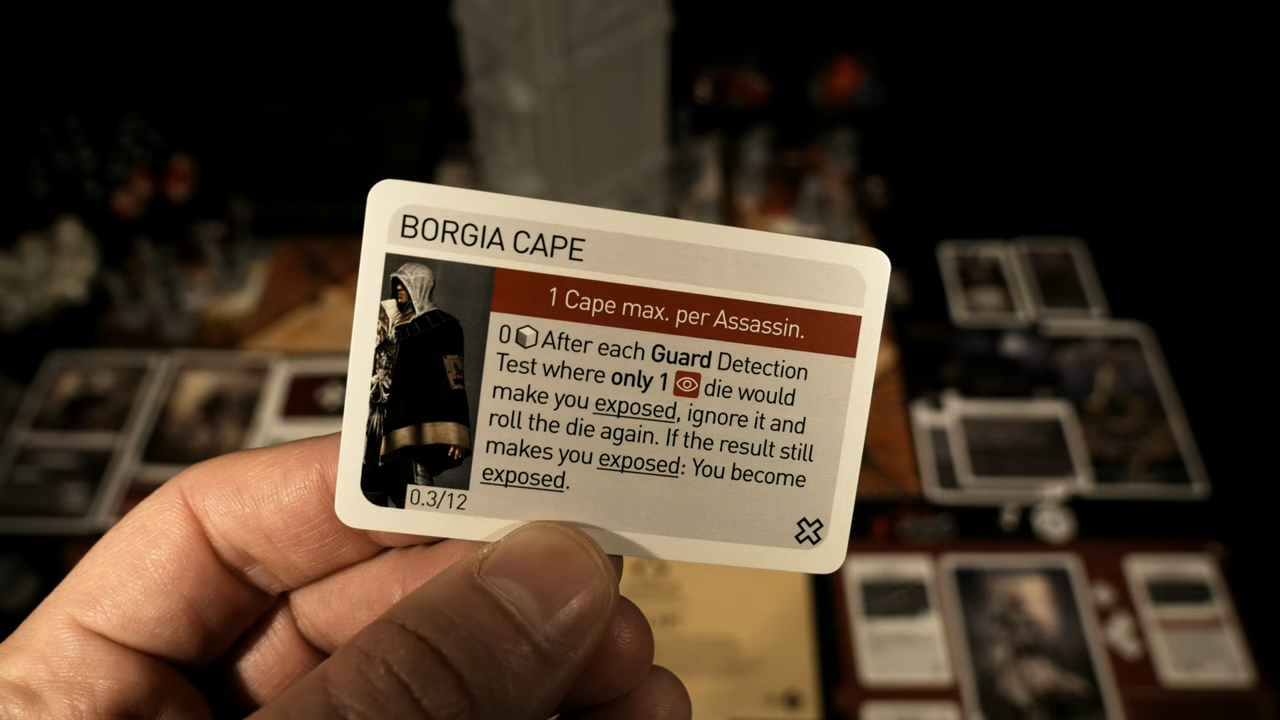 BORGIA CAPE
1 Cape max. per Assassin.
0 After each Guard Detection
Test where only 1 die would
make you exposed, ignore it and
roll the die again. If the result still
makes you exposed: You become
exposed.
0.3/12